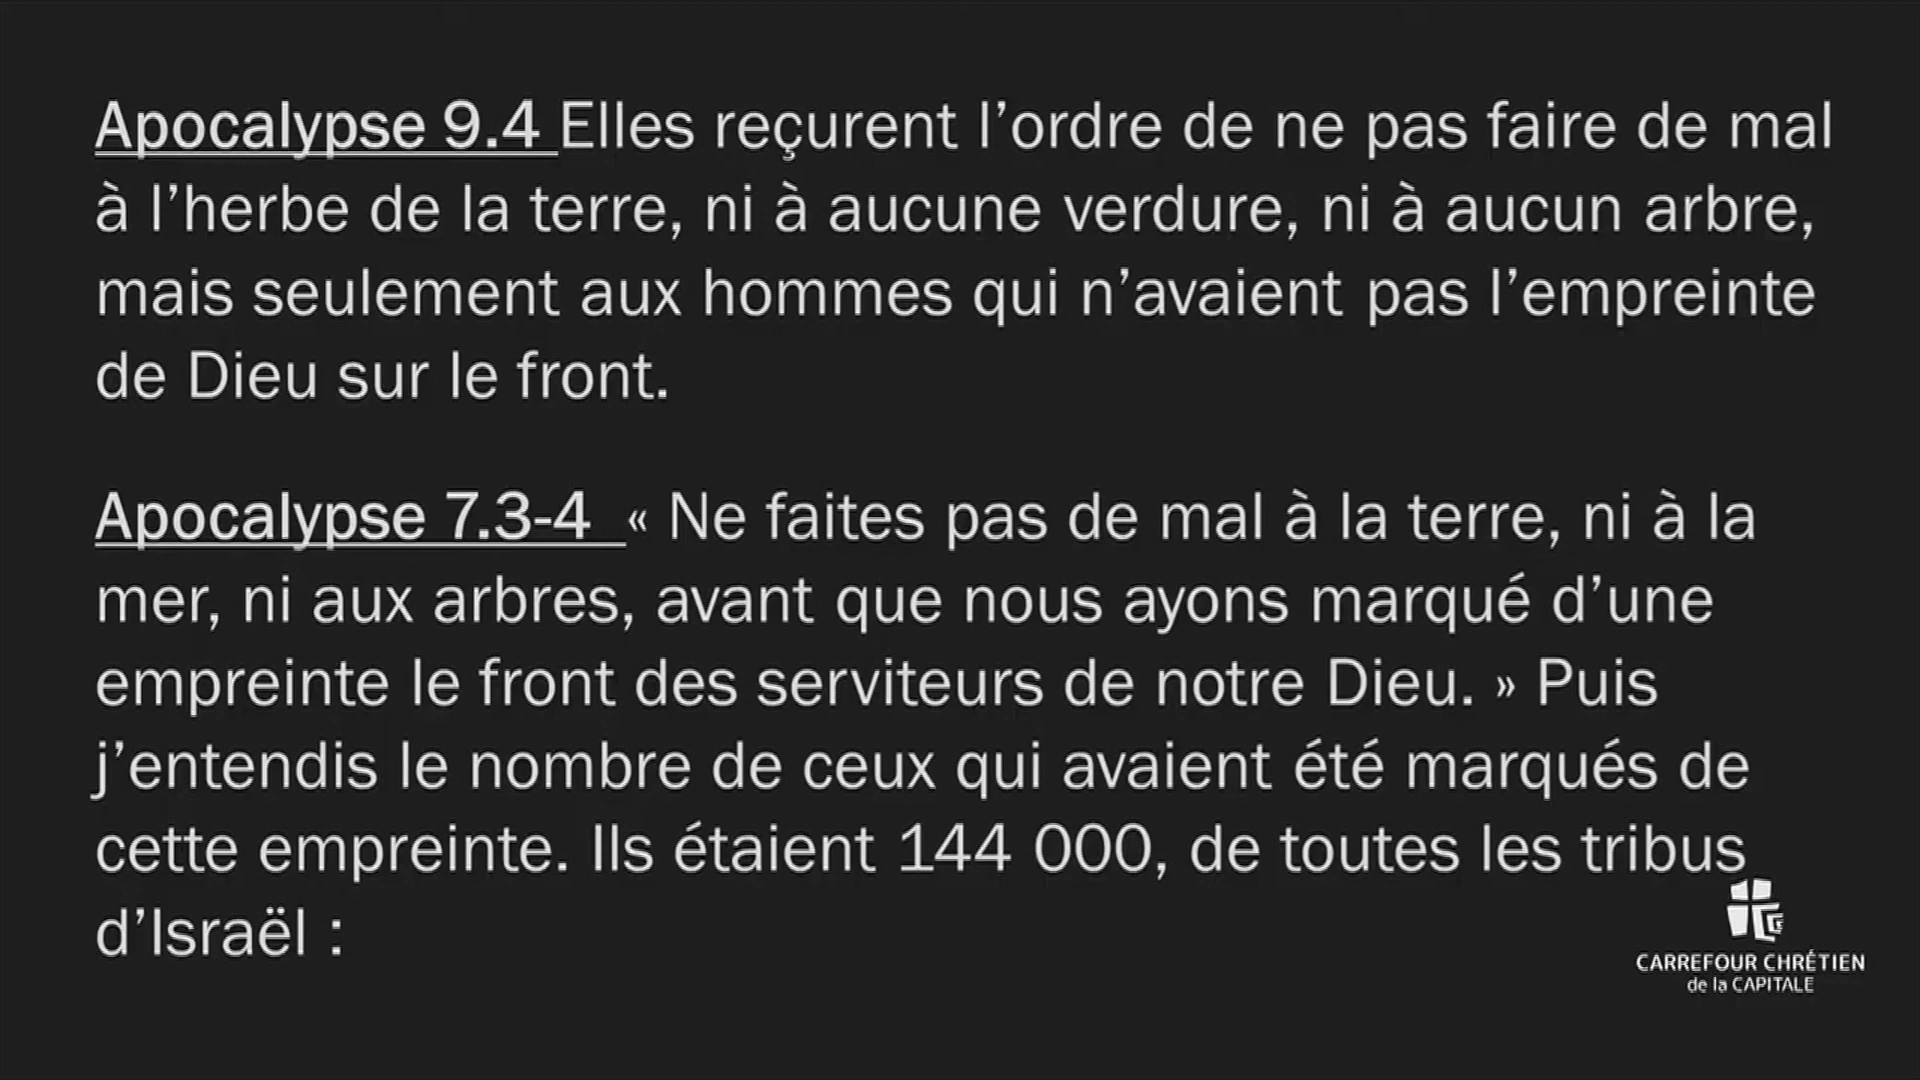 Apocalypse 9.4 Elles reçurent l’ordre de ne pas faire de mal
à l’herbe de la terre, ni à aucune verdure, ni à aucun arbre,
mais seulement aux hommes qui n’avaient pas l’empreinte
de Dieu sur le front.
Apocalypse 7.3-4 « Ne faites pas de mal à la terre, ni à la
mer, ni aux arbres, avant que nous ayons marqué d’une
empreinte le front des serviteurs de notre Dieu. » Puis
j’entendis le nombre de ceux qui avaient été marqués de
cette empreinte. Ils étaient 144 000, de toutes les tribus
d’Israël :
CARREFOUR CHRÉTIEN
de la CAPITALE